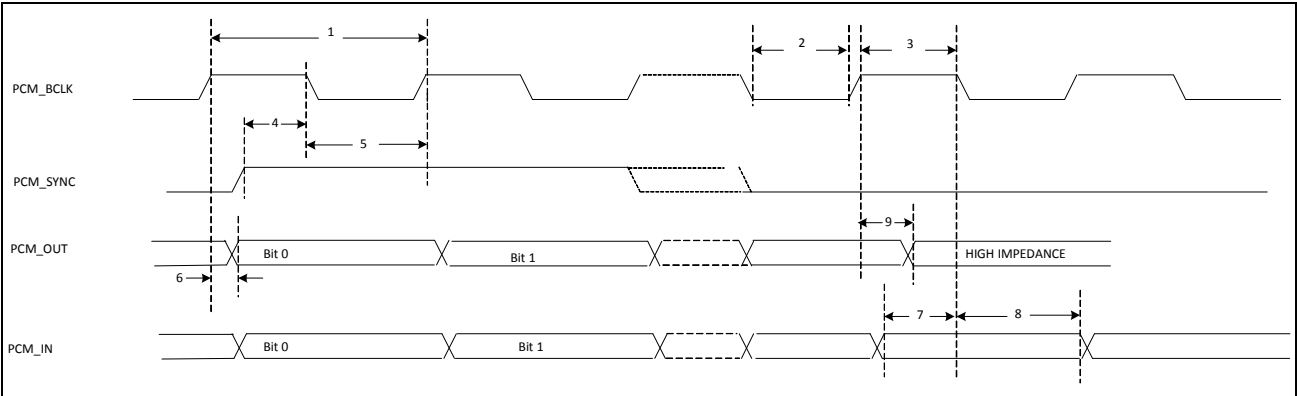 1
2
3
PCM_BCLK
4
5
PCM_SYNC
9
PCM_OUT
Bit 0
Bit 1
HIGH IMPEDANCE
6
7
8
PCM_IN
Bit 0
Bit 1